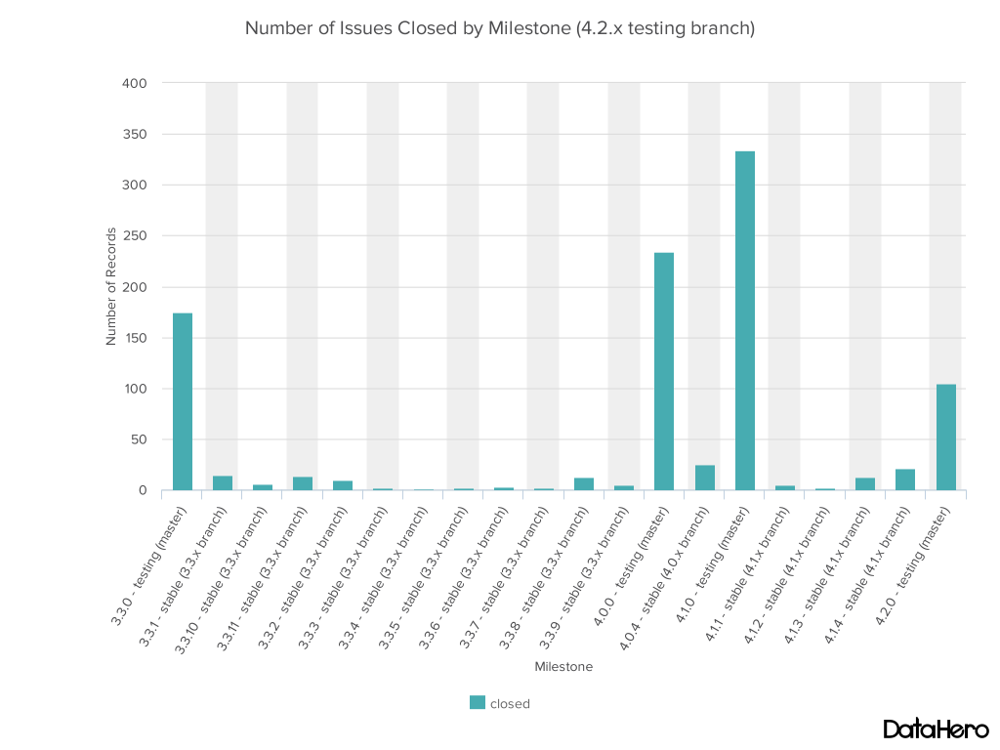 Number of Issues Closed by Milestone (4.2.x testing branch)
Number of Records
400
350
300
250
200
150
100
50
0
3.3.0 - testing (master)
3.3.1 - stable (3.3.x branch)
3.3.10 - stable (3.3.x branch)
3.3.11 - stable (3.3.x branch)
3.3.2 - stable (3.3.x branch)
3.3.3 - stable (3.3.x branch)
3.3.4 - stable (3.3.x branch)
3.3.5 - stable (3.3.x branch)
3.3.6 - stable (3.3.x branch)
3.3.7 - stable (3.3.x branch)
3.3.8 - stable (3.3.x branch)
3.3.9 - stable (3.3.x branch)
4.0.0 - testing (master)
4.0.4 - stable (4.0.x branch)
4.1.0 - testing (master)
4.1.1 - stable (4.1.x branch)
4.1.2 - stable (4.1.x branch)
4.1.3 - stable (4.1.x branch)
4.1.4 - stable (4.1.x branch)
4.2.0 - testing (master)
Milestone
closed
DataHero